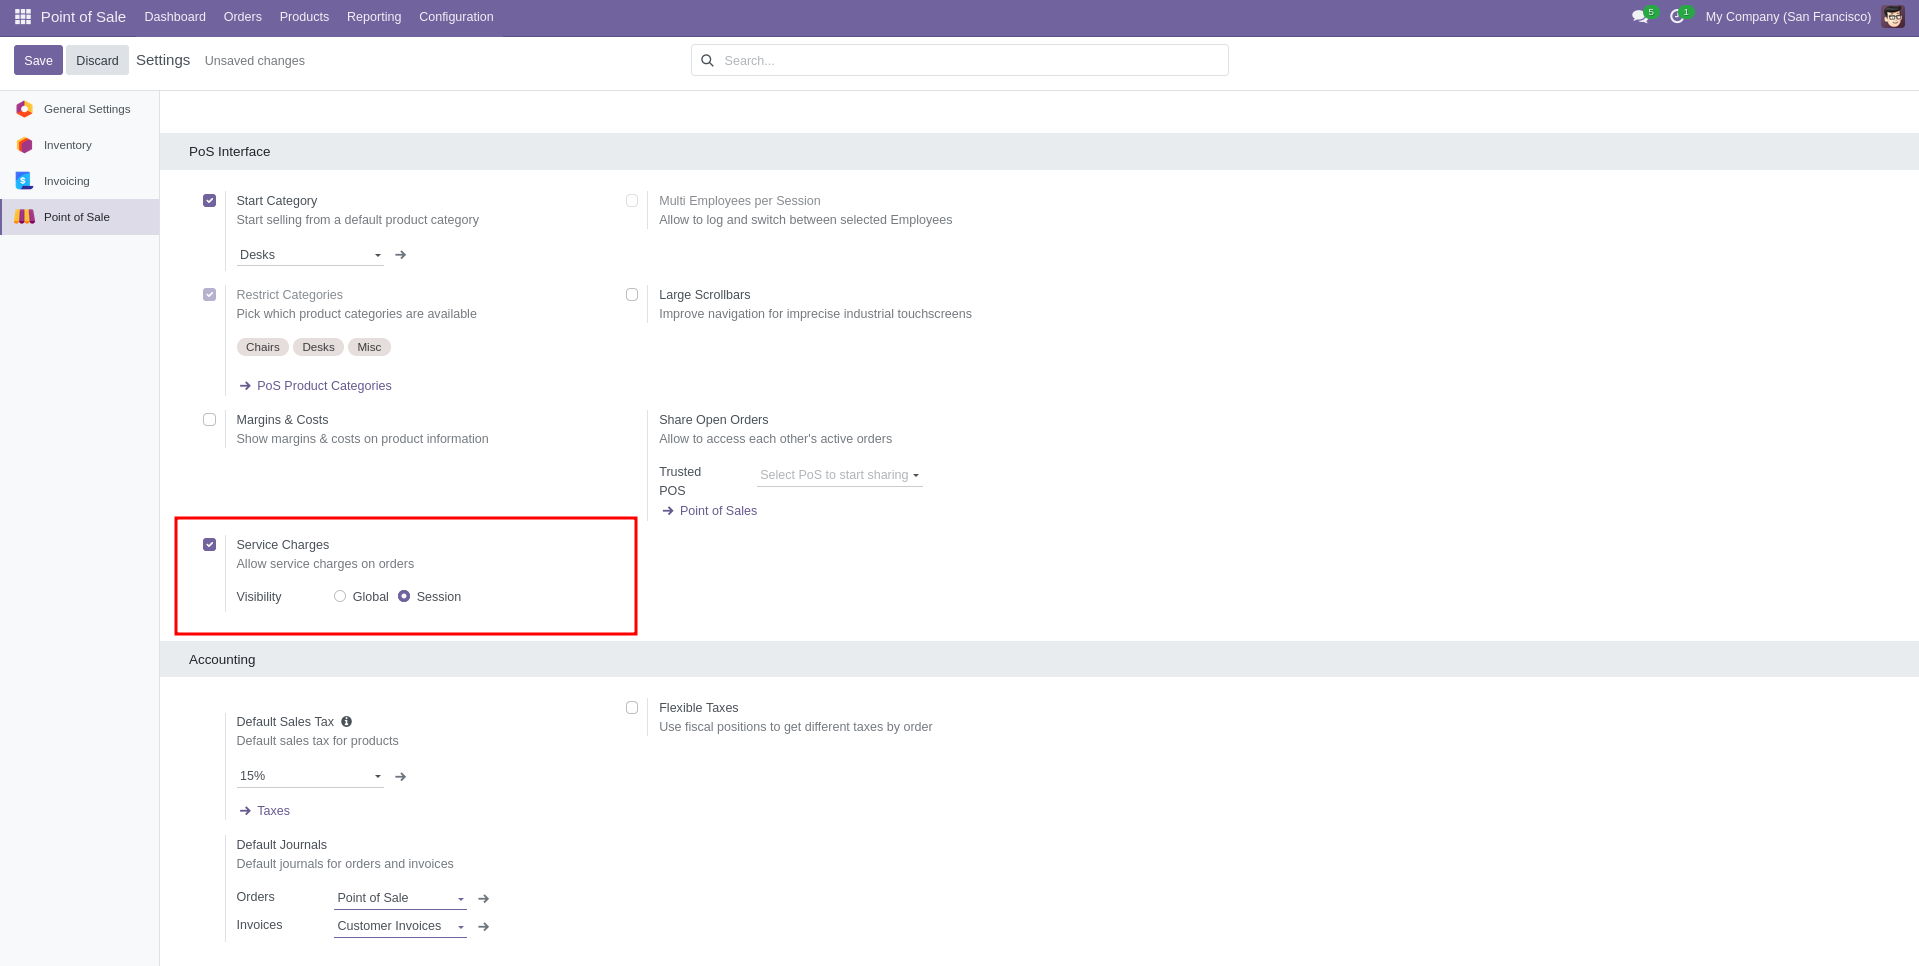 Point of Sale Dashboard Orders Products Reporting Configuration 5 1 My Company (San Francisco)
Save Discard Settings Unsaved changes Search...
General Settings
Inventory
Invoicing
Point of Sale
PoS Interface
Start Category
Start selling from a default product category
Desks
Multi Employees per Session
Allow to log and switch between selected Employees
Restrict Categories
Pick which product categories are available
Chairs Desks Misc
PoS Product Categories
Large Scrollbars
Improve navigation for imprecise industrial touchscreens
Margins & Costs
Show margins & costs on product information
Share Open Orders
Allow to access each other's active orders
Trusted
POS
Select PoS to start sharing
Point of Sales
Service Charges
Allow service charges on orders
Visibility Global Session
Accounting
Default Sales Tax
Default sales tax for products
15%
Taxes
Flexible Taxes
Use fiscal positions to get different taxes by order
Default Journals
Default journals for orders and invoices
Orders Point of Sale
Invoices Customer Invoices